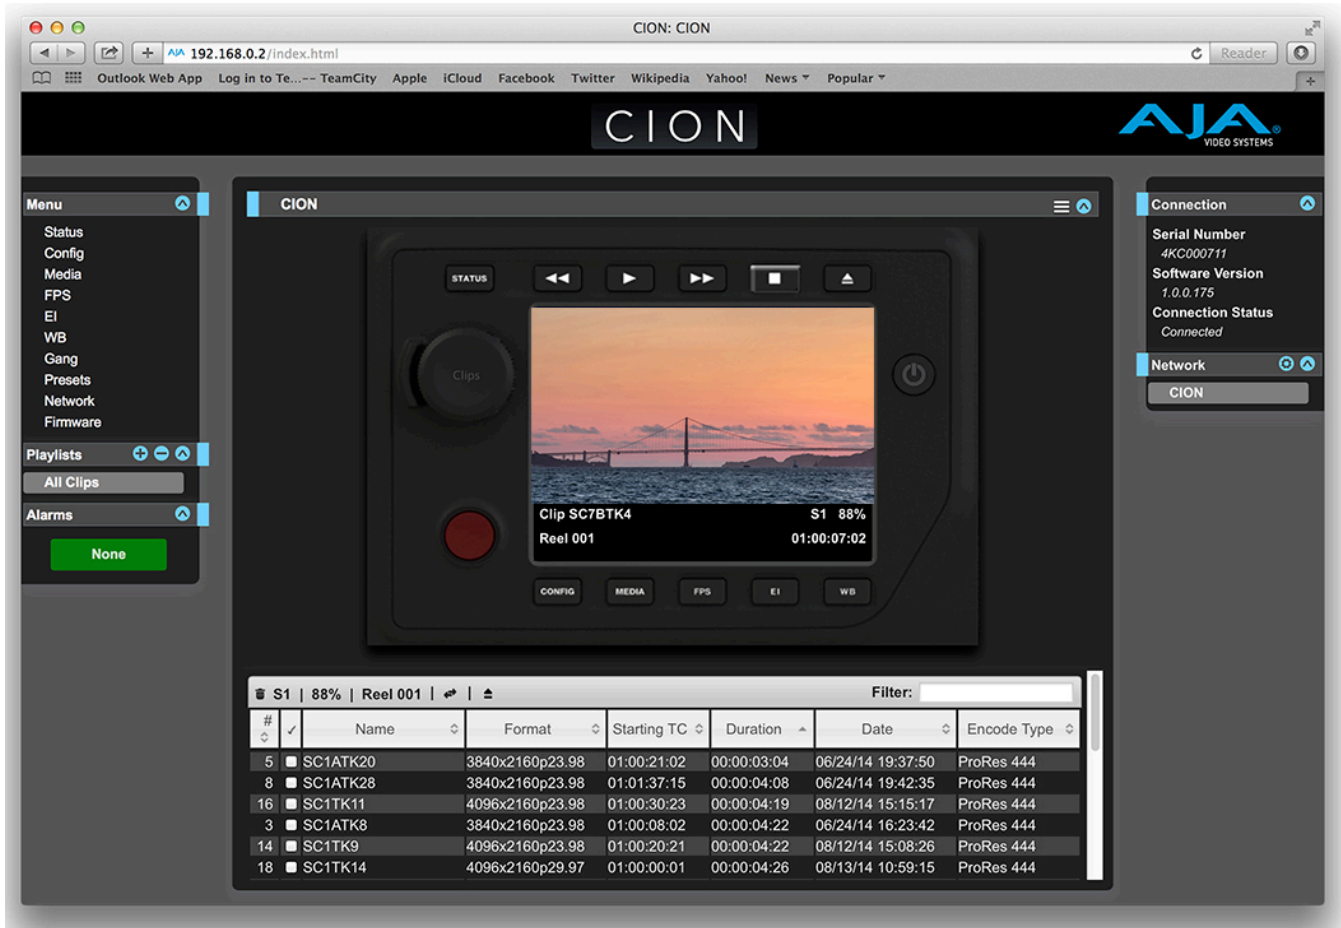 CION: CION
AJA 192.168.0.2/index.html
Reader
Outlook Web App Log in to Te...-- TeamCity Apple iCloud Facebook Twitter Wikipedia Yahoo! News Popular
CION
AJA
VIDEO SYSTEMS
Menu
Status
Config
Media
FPS
EI
WB
Gang
Presets
Network
Firmware
Playlists
All Clips
Alarms
None
CION
STATUS
Clips
Clip SC7BTK4 S1 88%
Reel 001 01:00:07:02
CONFIG MEDIA FPS EI WB
Connection
Serial Number
4KC000711
Software Version
1.0.0.175
Connection Status
Connected
Network
CION
S1 | 88% | Reel 001 | |
Filter:
# ✓ Name Format Starting TC Duration Date Encode Type
5 SC1ATK20 3840x2160p23.98 01:00:21:02 00:00:03:04 06/24/14 19:37:50 ProRes 444
8 SC1ATK28 3840x2160p23.98 01:01:37:15 00:00:04:08 06/24/14 19:42:35 ProRes 444
16 SC1TK11 4096x2160p23.98 01:00:30:23 00:00:04:19 08/12/14 15:15:17 ProRes 444
3 SC1ATK8 3840x2160p23.98 01:00:08:02 00:00:04:22 06/24/14 16:23:42 ProRes 444
14 SC1TK9 4096x2160p23.98 01:00:20:21 00:00:04:22 08/12/14 15:08:26 ProRes 444
18 SC1TK14 4096x2160p29.97 01:00:00:01 00:00:04:26 08/13/14 10:59:15 ProRes 444